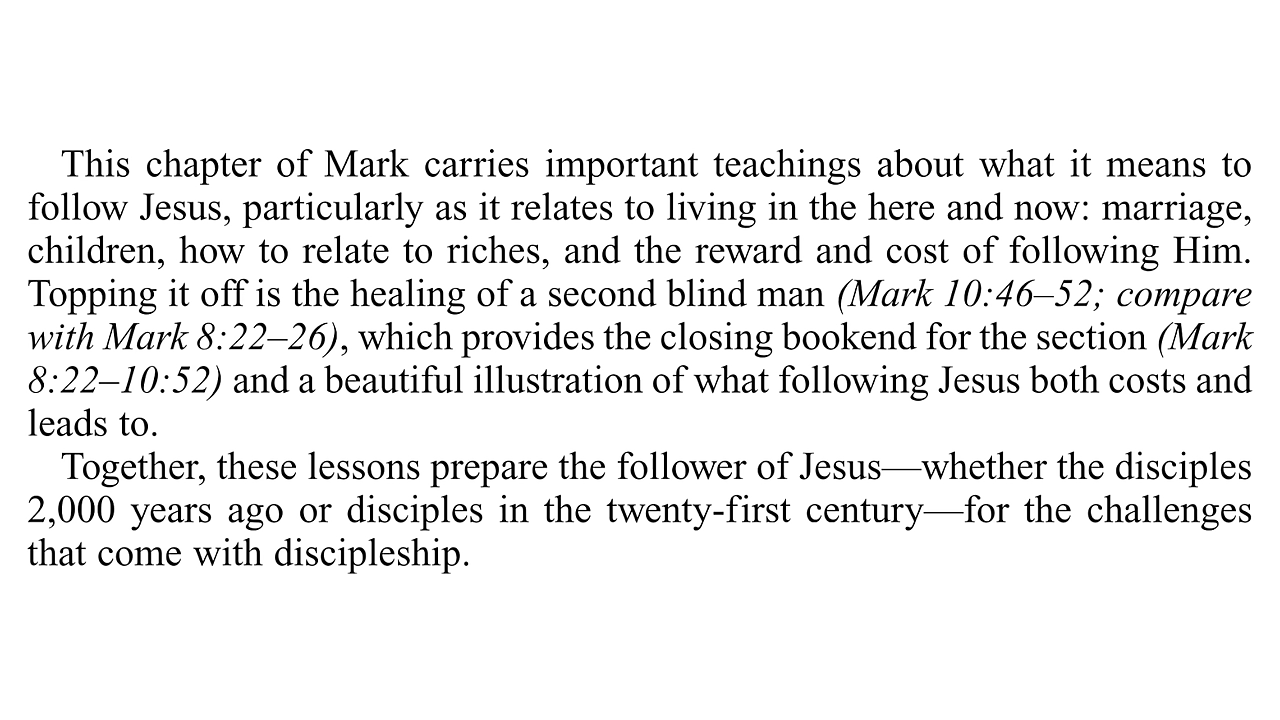 This chapter of Mark carries important teachings about what it means to
follow Jesus, particularly as it relates to living in the here and now: marriage,
children, how to relate to riches, and the reward and cost of following Him.
Topping it off is the healing of a second blind man (Mark 10:46–52; compare
with Mark 8:22–26), which provides the closing bookend for the section (Mark
8:22–10:52) and a beautiful illustration of what following Jesus both costs and
leads to.
Together, these lessons prepare the follower of Jesus—whether the disciples
2,000 years ago or disciples in the twenty-first century—for the challenges
that come with discipleship.